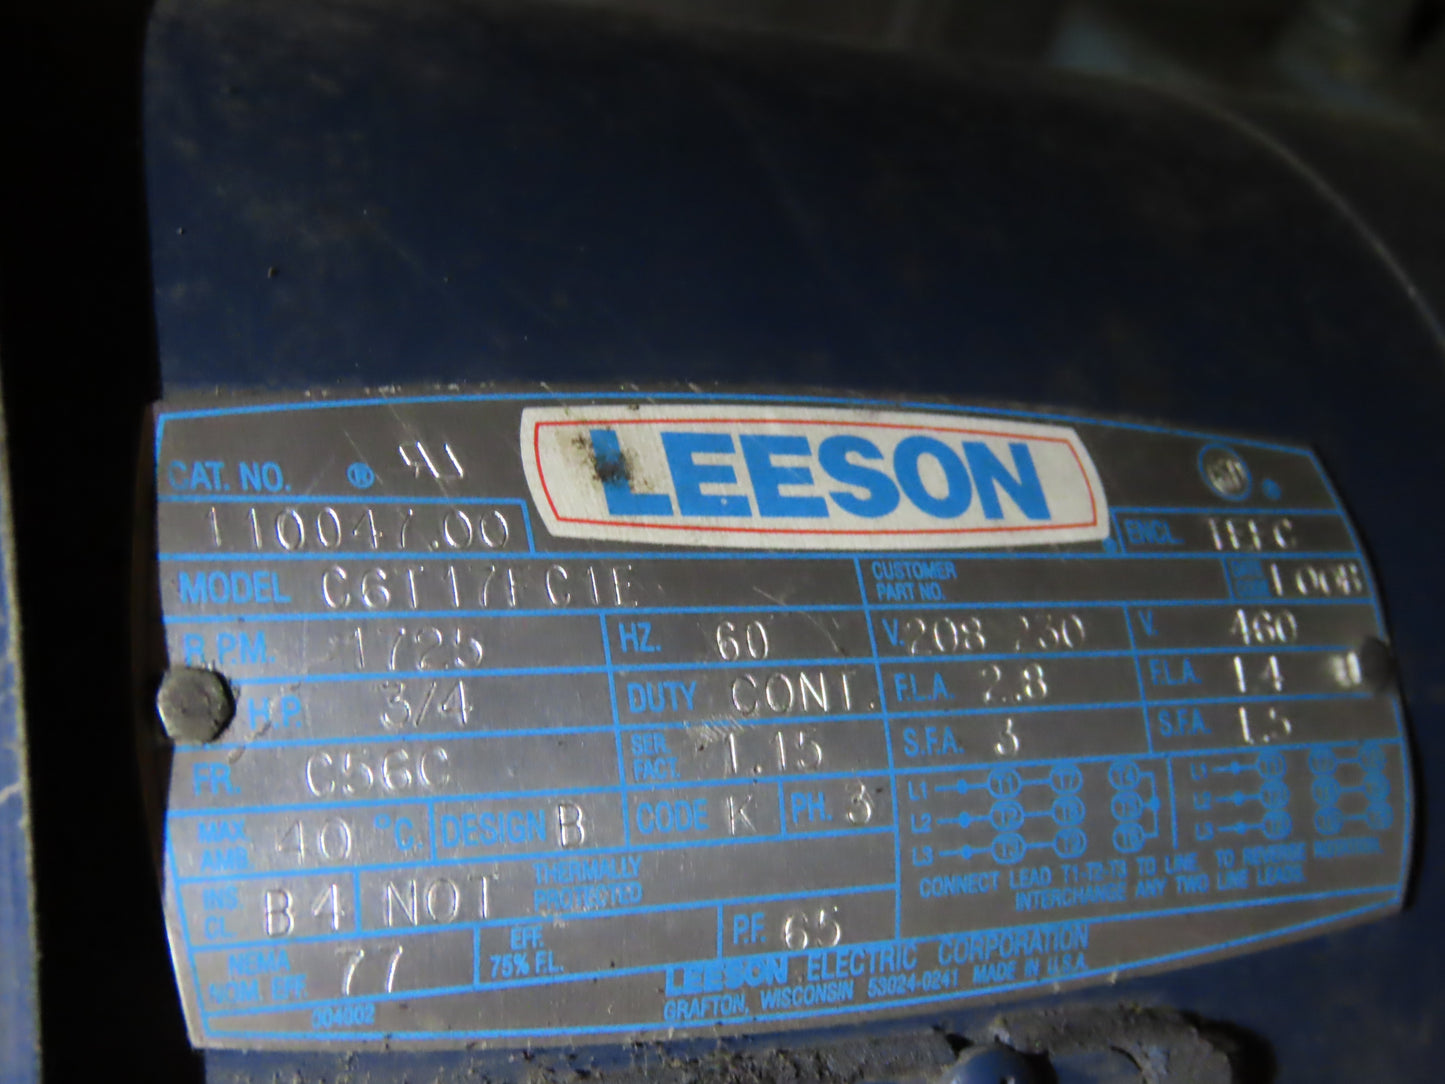 LEESON
CAT. NO. ®
110047.00
ENCL. TEFC
MODEL C6T17FC1E
CUSTOMER
PART NO.
R.P.M. 1725
HZ. 60
V. 208 230
V. 460
H.P. 3/4
DUTY CONT.
F.L.A. 2.8
F.L.A. 1.4
FR. C56C
SER. FACT. 1.15
S.F.A. 3
S.F.A. 1.5
MAX. AMB. 40 °C.
DESIGN B
CODE K
PH. 3
INS. CL. B4
NOT THERMALLY PROTECTED
NEMA NOM. EFF. 77
EFF. 75% F.L.
P.F. 65
L1
L2
L3
CONNECT LEAD T1-T2-T3 TO LINE. TO REVERSE ROTATION,
INTERCHANGE ANY TWO LINE LEADS.
LEESON ELECTRIC CORPORATION
GRAFTON, WISCONSIN 53024-0241 MADE IN U.S.A.
004002